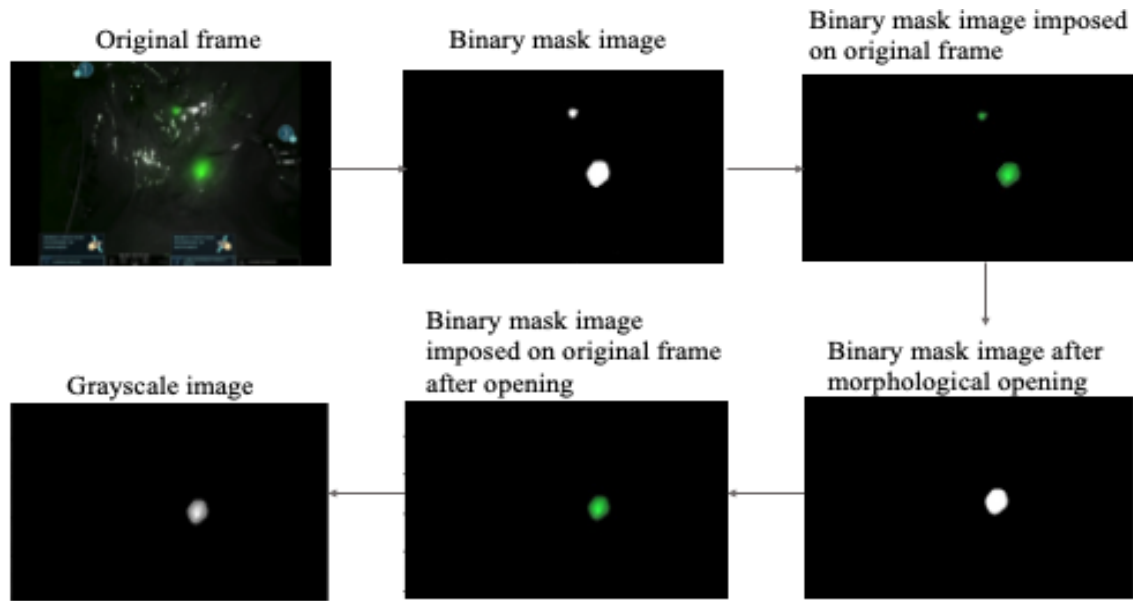 Original frame
Binary mask image
Binary mask image imposed
on original frame
Binary mask image after
morphological opening
Binary mask image
imposed on original frame
after opening
Grayscale image